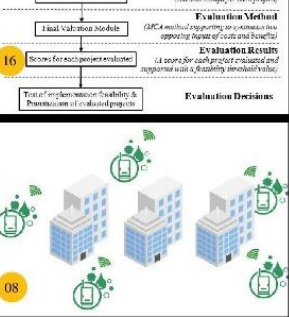 Evaluation Method
Final Valuation Module
(MCA method supporting to synthesize two
opposing inputs of costs and benefits)
Evaluation Results
16
Scores for each project evaluated
(A score for each project evaluated and
supported with a feasibility threshold value)
Test of implementation feasibility &
Prioritization of evaluated projects
Evaluation Decisions
08